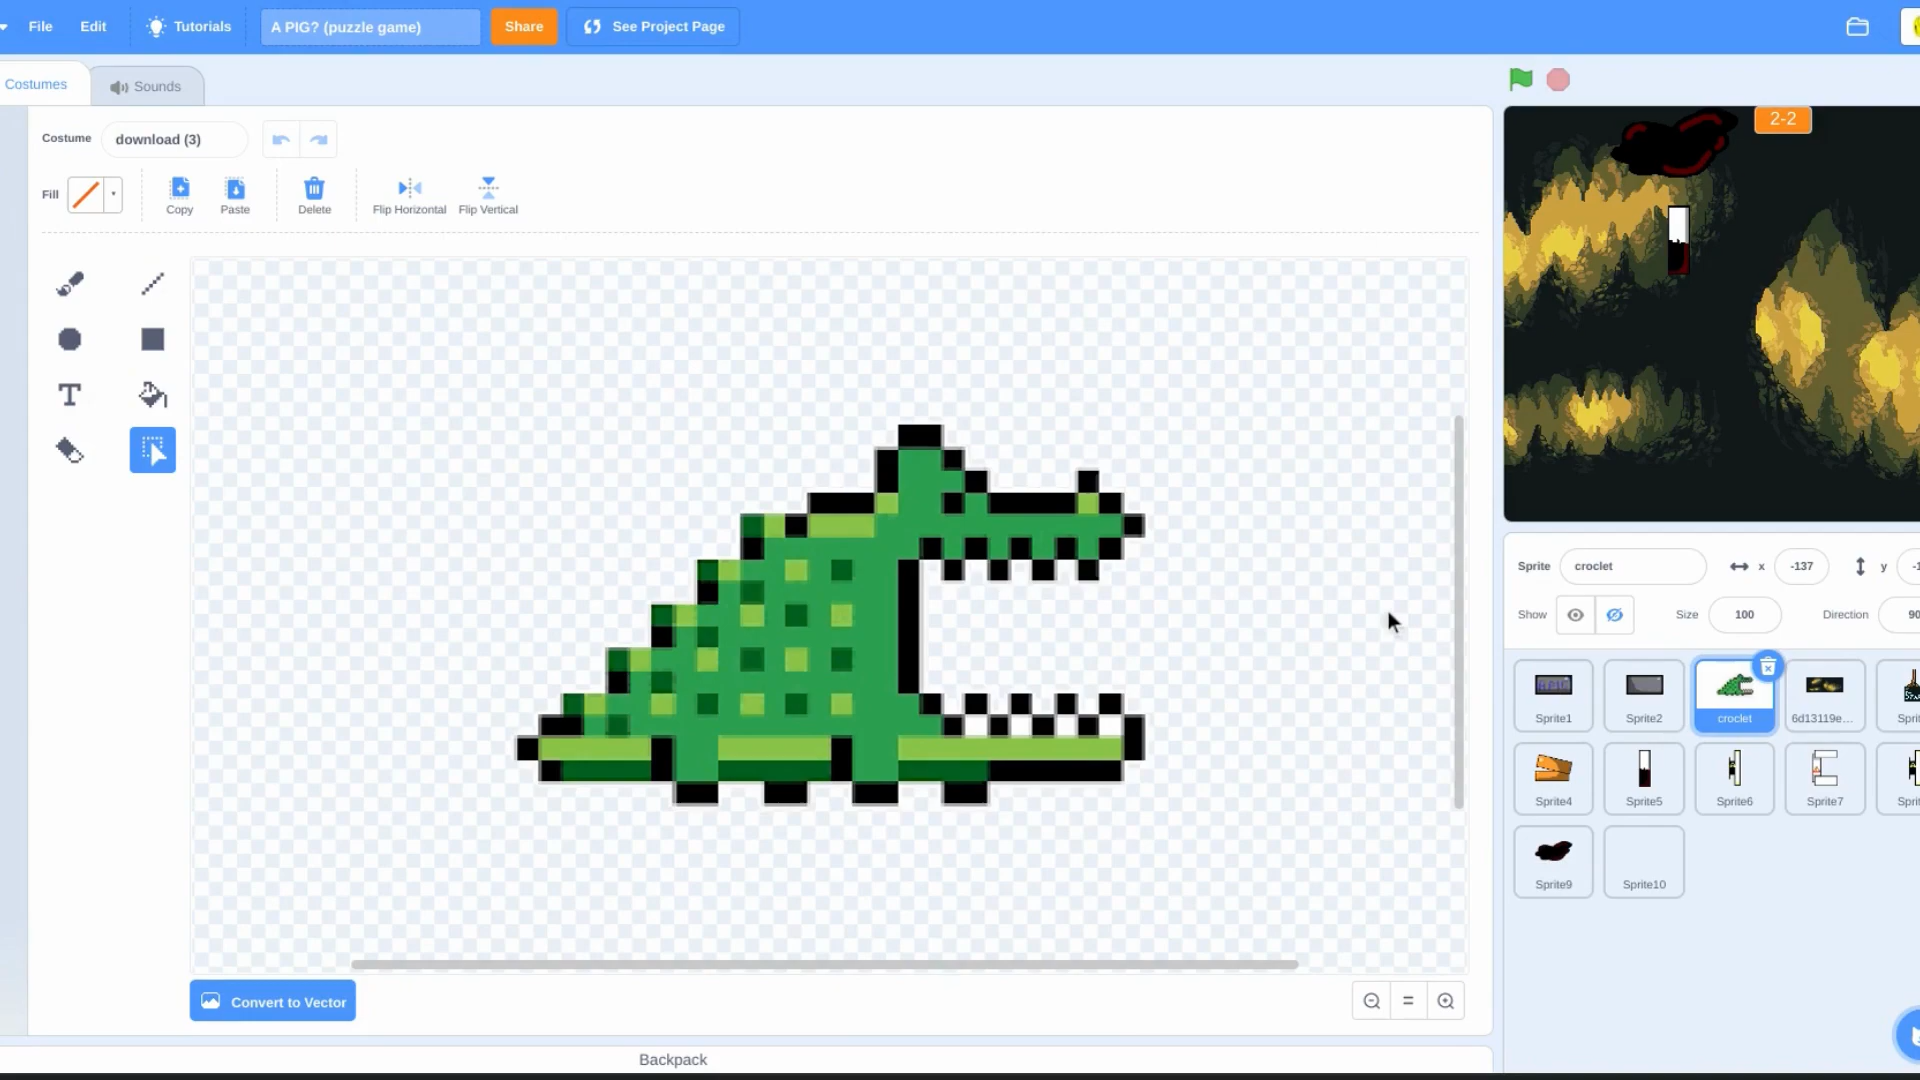 File
Edit
Tutorials
A PIG? (puzzle game)
Share
See Project Page
Costumes
Sounds
Costume
download (3)
Fill
Copy
Paste
Delete
Flip Horizontal
Flip Vertical
T
2-2
Sprite
croclet
x
-137
y
Show
Size
100
Direction
90
Sprite1
Sprite2
croclet
6d13119e...
Sprite4
Sprite5
Sprite6
Sprite7
Sprite9
Sprite10
Convert to Vector
Backpack